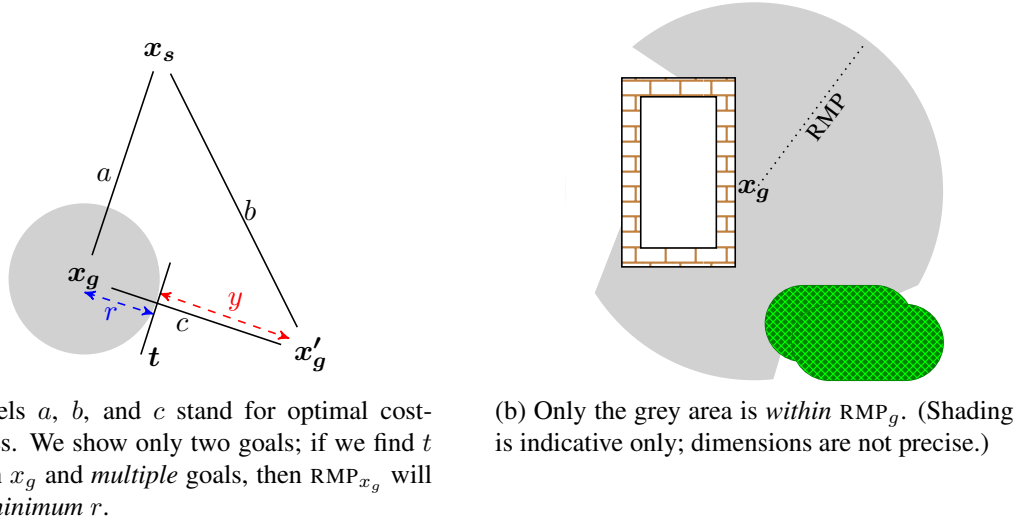 x_s
a
b
x_g
r
y
c
t
x'_g
RMP
x_g
els a, b, and c stand for optimal cost-
s. We show only two goals; if we find t
x_g and multiple goals, then RMP_{x_g} will
inimum r.
(b) Only the grey area is within RMP_g. (Shading
is indicative only; dimensions are not precise.)